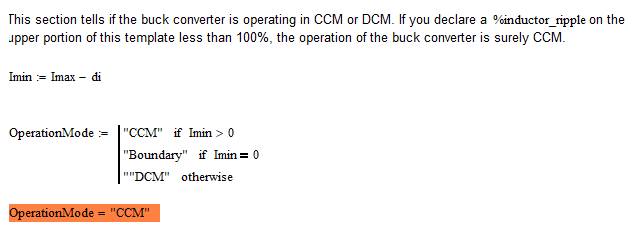 This section tells if the buck converter is operating in CCM or DCM. If you declare a %inductor_ripple on the
upper portion of this template less than 100%, the operation of the buck converter is surely CCM.
Imin := Imax − di
OperationMode := "CCM" if Imin > 0
"Boundary" if Imin = 0
""DCM" otherwise
OperationMode = "CCM"